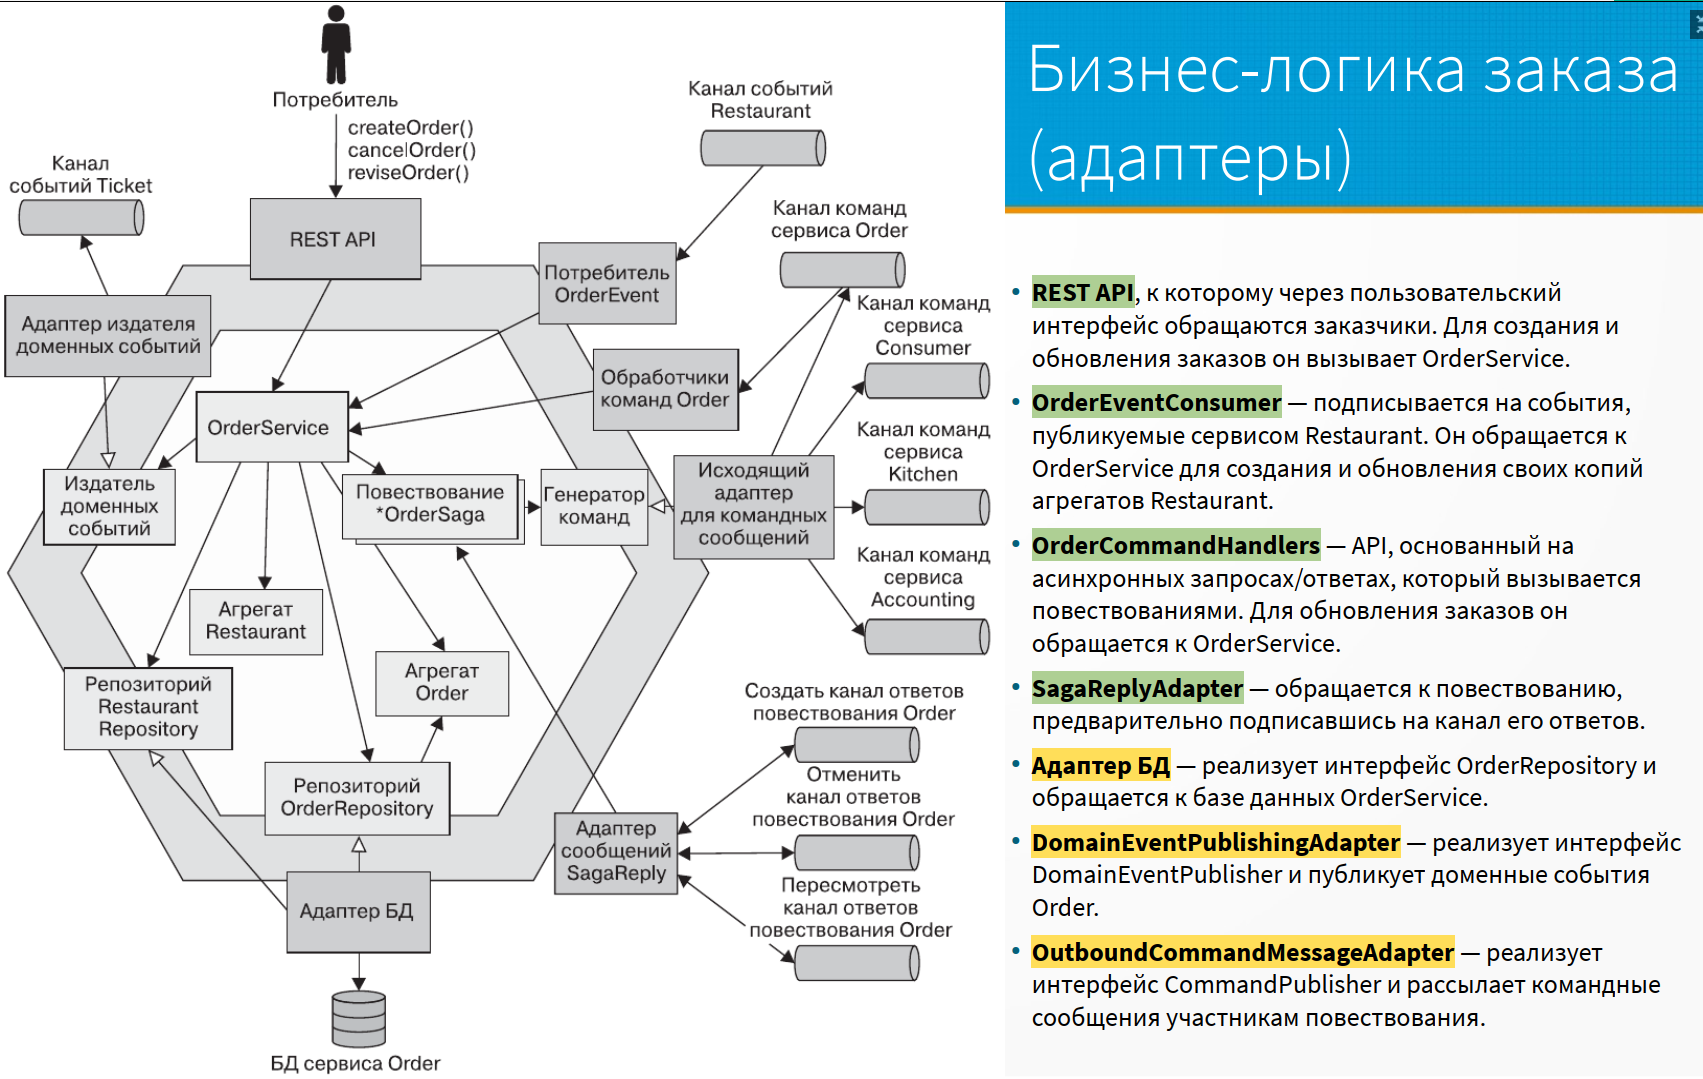 Потребитель
createOrder()
cancelOrder()
reviseOrder()
Канал событий
Restaurant
Канал
событий Ticket
Канал команд
сервиса Order
REST API
Потребитель
OrderEvent
Канал команд
сервиса
Consumer
Адаптер издателя
доменных событий
Обработчики
команд Order
OrderService
Канал команд
сервиса
Kitchen
Издатель
доменных
событий
Повествование
*OrderSaga
Генератор
команд
Исходящий
адаптер
для командных
сообщений
Канал команд
сервиса
Accounting
Агрегат
Restaurant
Агрегат
Order
Репозиторий
Restaurant
Repository
Создать канал ответов
повествования Order
Репозиторий
OrderRepository
Отменить
канал ответов
повествования Order
Адаптер
сообщений
SagaReply
Пересмотреть
канал ответов
повествования Order
Адаптер БД
БД сервиса Order
Бизнес-логика заказа
(адаптеры)
• REST API, к которому через пользовательский
интерфейс обращаются заказчики. Для создания и
обновления заказов он вызывает OrderService.
• OrderEventConsumer — подписывается на события,
публикуемые сервисом Restaurant. Он обращается к
OrderService для создания и обновления своих копий
агрегатов Restaurant.
• OrderCommandHandlers — API, основанный на
асинхронных запросах/ответах, который вызывается
повествованиями. Для обновления заказов он
обращается к OrderService.
• SagaReplyAdapter — обращается к повествованию,
предварительно подписавшись на канал его ответов.
• Адаптер БД — реализует интерфейс OrderRepository и
обращается к базе данных OrderService.
• DomainEventPublishingAdapter — реализует интерфейс
DomainEventPublisher и публикует доменные события
Order.
• OutboundCommandMessageAdapter — реализует
интерфейс CommandPublisher и рассылает командные
сообщения участникам повествования.